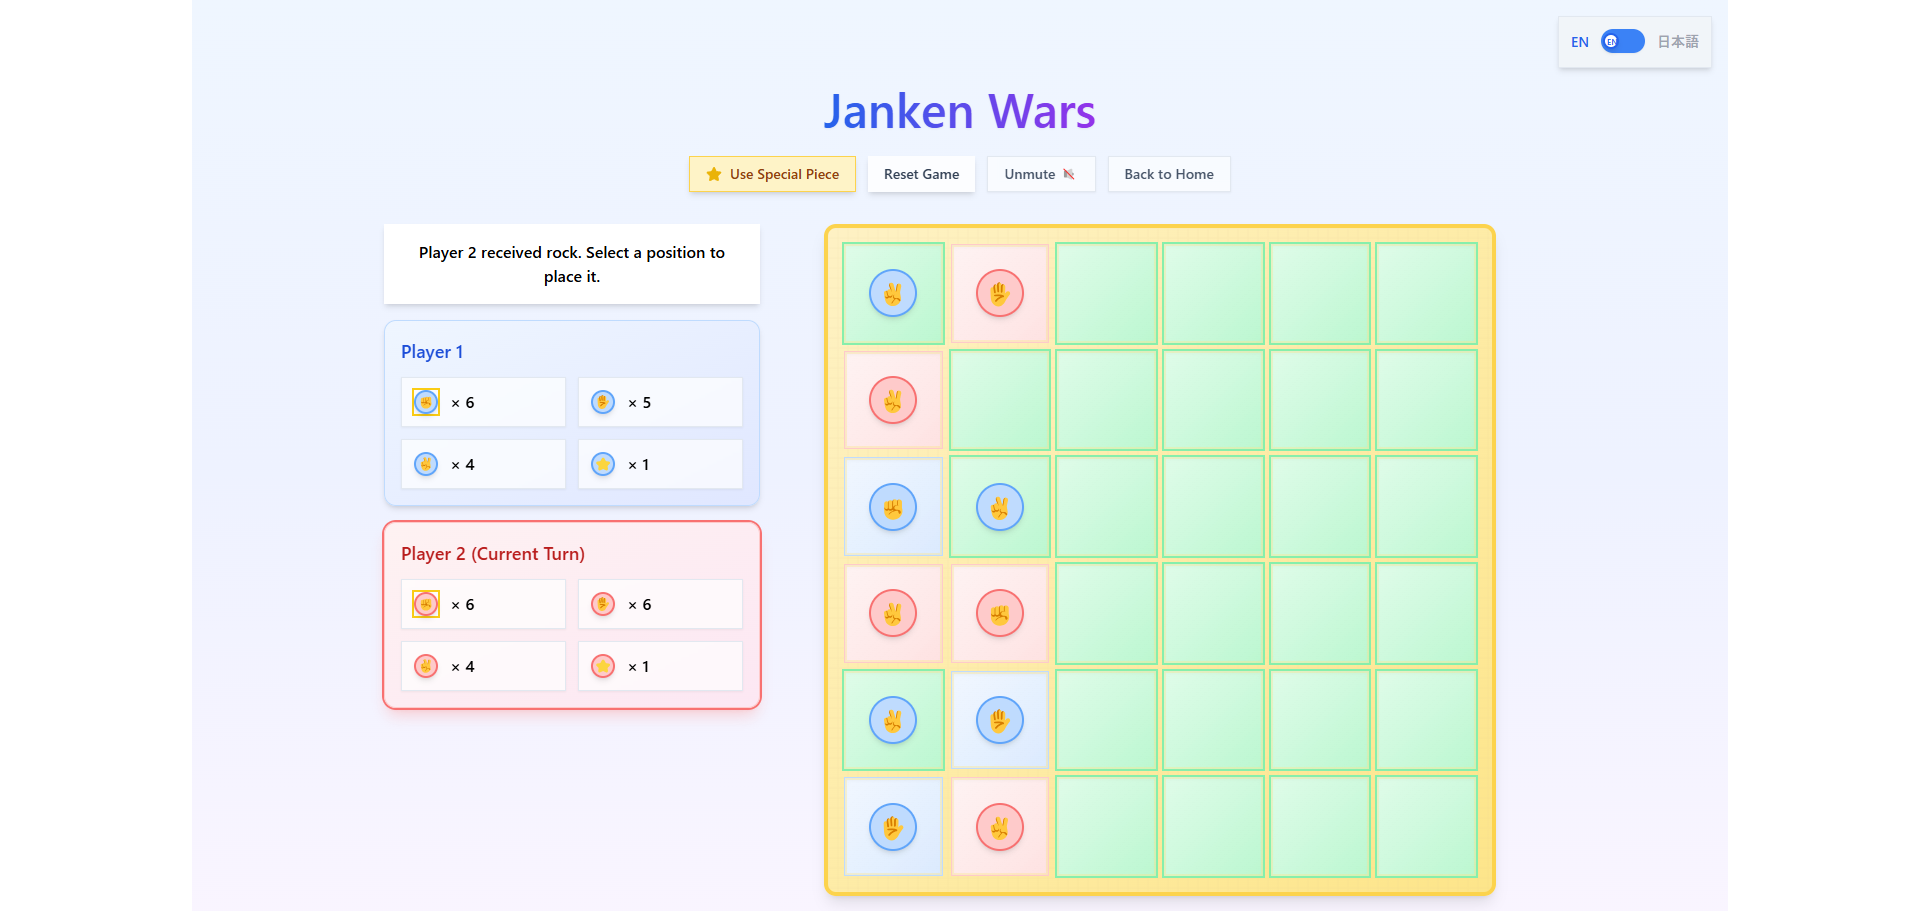 EN
EN
日本語
Janken Wars
Use Special Piece
Reset Game
Unmute
Back to Home
Player 2 received rock. Select a position to
place it.
Player 1
× 6
× 5
× 4
× 1
Player 2 (Current Turn)
× 6
× 6
× 4
× 1